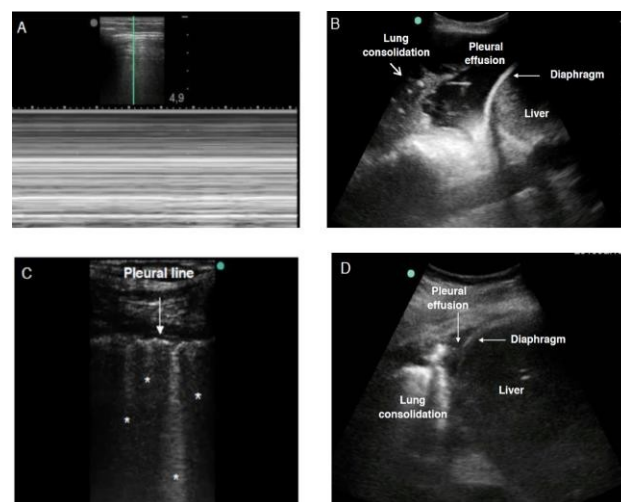 A
4,9
B
Lung
consolidation
Pleural
effusion
Diaphragm
Liver
C
Pleural line
*
*
*
*
D
Pleural
effusion
Diaphragm
Lung
consolidation
Liver